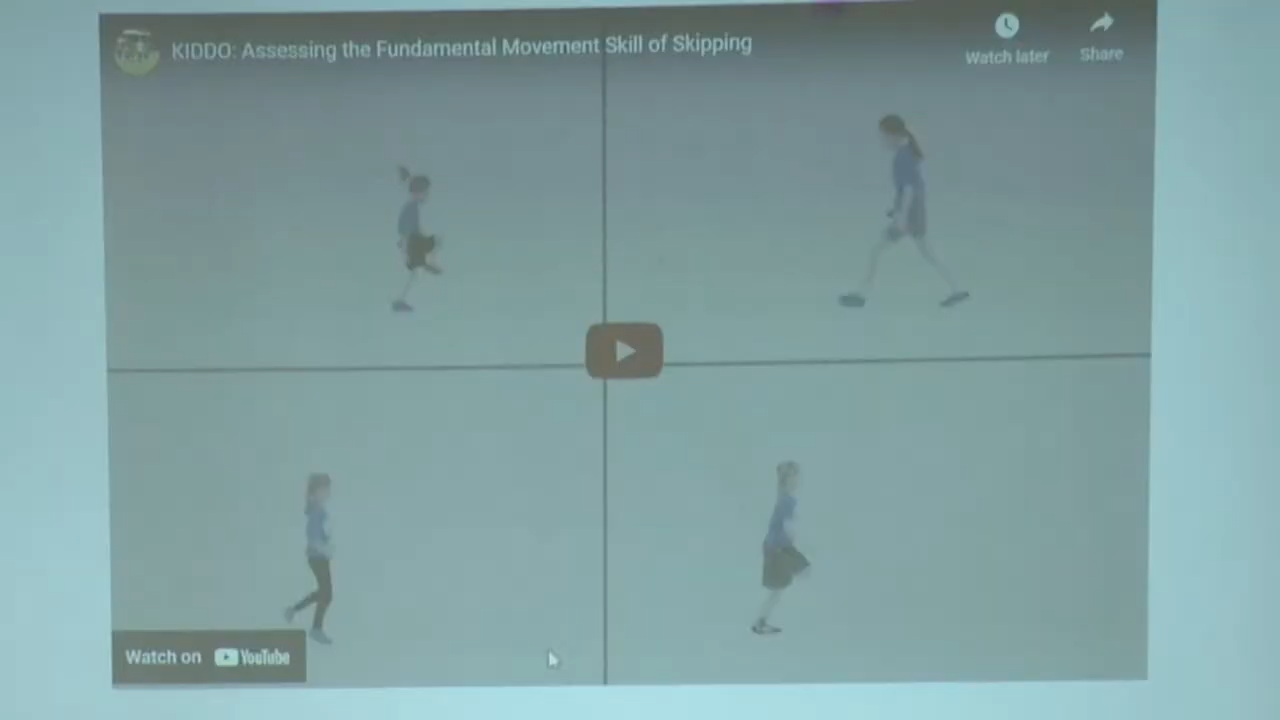 KIDDO: Assessing the Fundamental Movement Skill of Skipping
Watch later
Share
Watch on YouTube